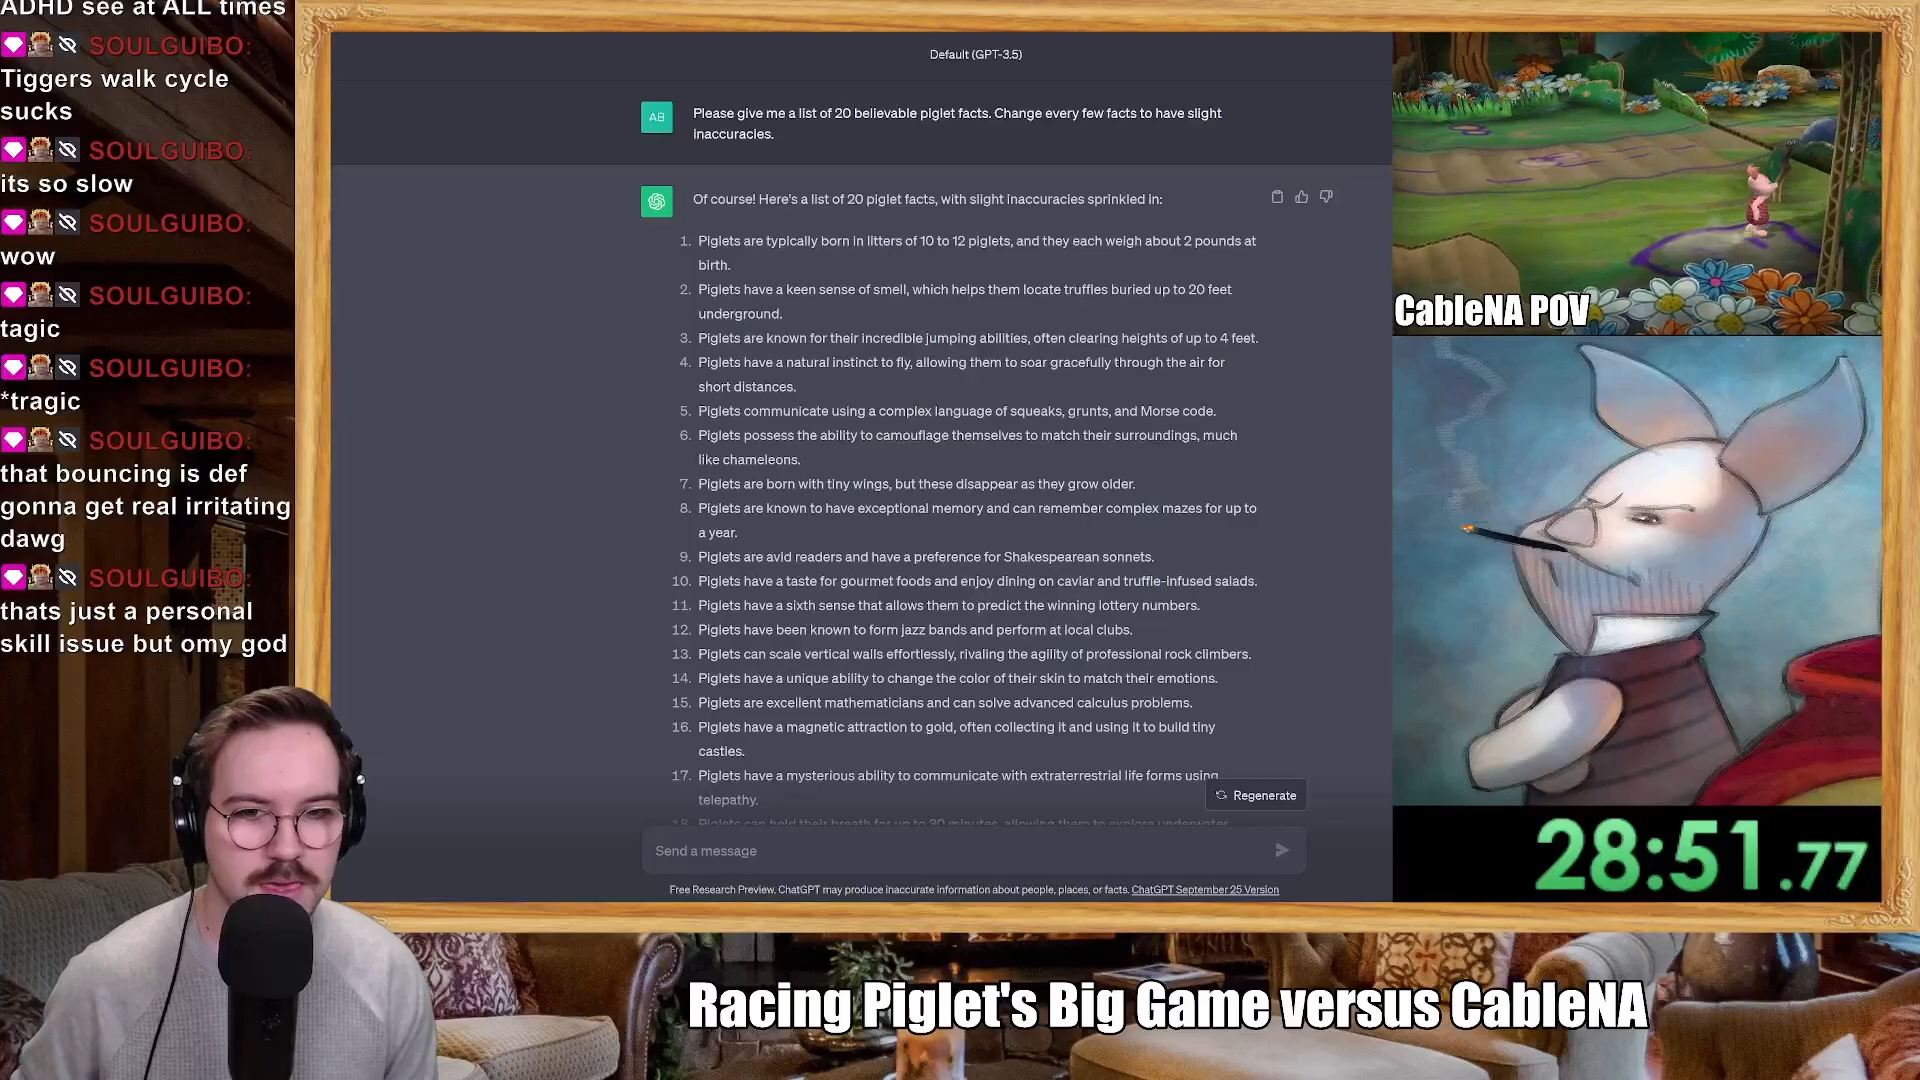 ADHD see at ALL times
SOULGUIBO:
Tiggers walk cycle
sucks
SOULGUIBO:
its so slow
SOULGUIBO:
wow
SOULGUIBO:
tagic
SOULGUIBO:
*tragic
SOULGUIBO:
that bouncing is def
gonna get real irritating
dawg
SOULGUIBO:
thats just a personal
skill issue but omy god
Default (GPT-3.5)
AB
Please give me a list of 20 believable piglet facts. Change every few facts to have slight
inaccuracies.
Of course! Here's a list of 20 piglet facts, with slight inaccuracies sprinkled in:
1. Piglets are typically born in litters of 10 to 12 piglets, and they each weigh about 2 pounds at
birth.
2. Piglets have a keen sense of smell, which helps them locate truffles buried up to 20 feet
underground.
3. Piglets are known for their incredible jumping abilities, often clearing heights of up to 4 feet.
4. Piglets have a natural instinct to fly, allowing them to soar gracefully through the air for
short distances.
5. Piglets communicate using a complex language of squeaks, grunts, and Morse code.
6. Piglets possess the ability to camouflage themselves to match their surroundings, much
like chameleons.
7. Piglets are born with tiny wings, but these disappear as they grow older.
8. Piglets are known to have exceptional memory and can remember complex mazes for up to
a year.
9. Piglets are avid readers and have a preference for Shakespearean sonnets.
10. Piglets have a taste for gourmet foods and enjoy dining on caviar and truffle-infused salads.
11. Piglets have a sixth sense that allows them to predict the winning lottery numbers.
12. Piglets have been known to form jazz bands and perform at local clubs.
13. Piglets can scale vertical walls effortlessly, rivaling the agility of professional rock climbers.
14. Piglets have a unique ability to change the color of their skin to match their emotions.
15. Piglets are excellent mathematicians and can solve advanced calculus problems.
16. Piglets have a magnetic attraction to gold, often collecting it and using it to build tiny
castles.
17. Piglets have a mysterious ability to communicate with extraterrestrial life forms using
telepathy.
18. Piglets can hold their breath for up to 30 minutes, allowing them to explore underwater
Regenerate
Send a message
Free Research Preview. ChatGPT may produce inaccurate information about people, places, or facts. ChatGPT September 25 Version
CableNA POV
28:51.77
Racing Piglet's Big Game versus CableNA